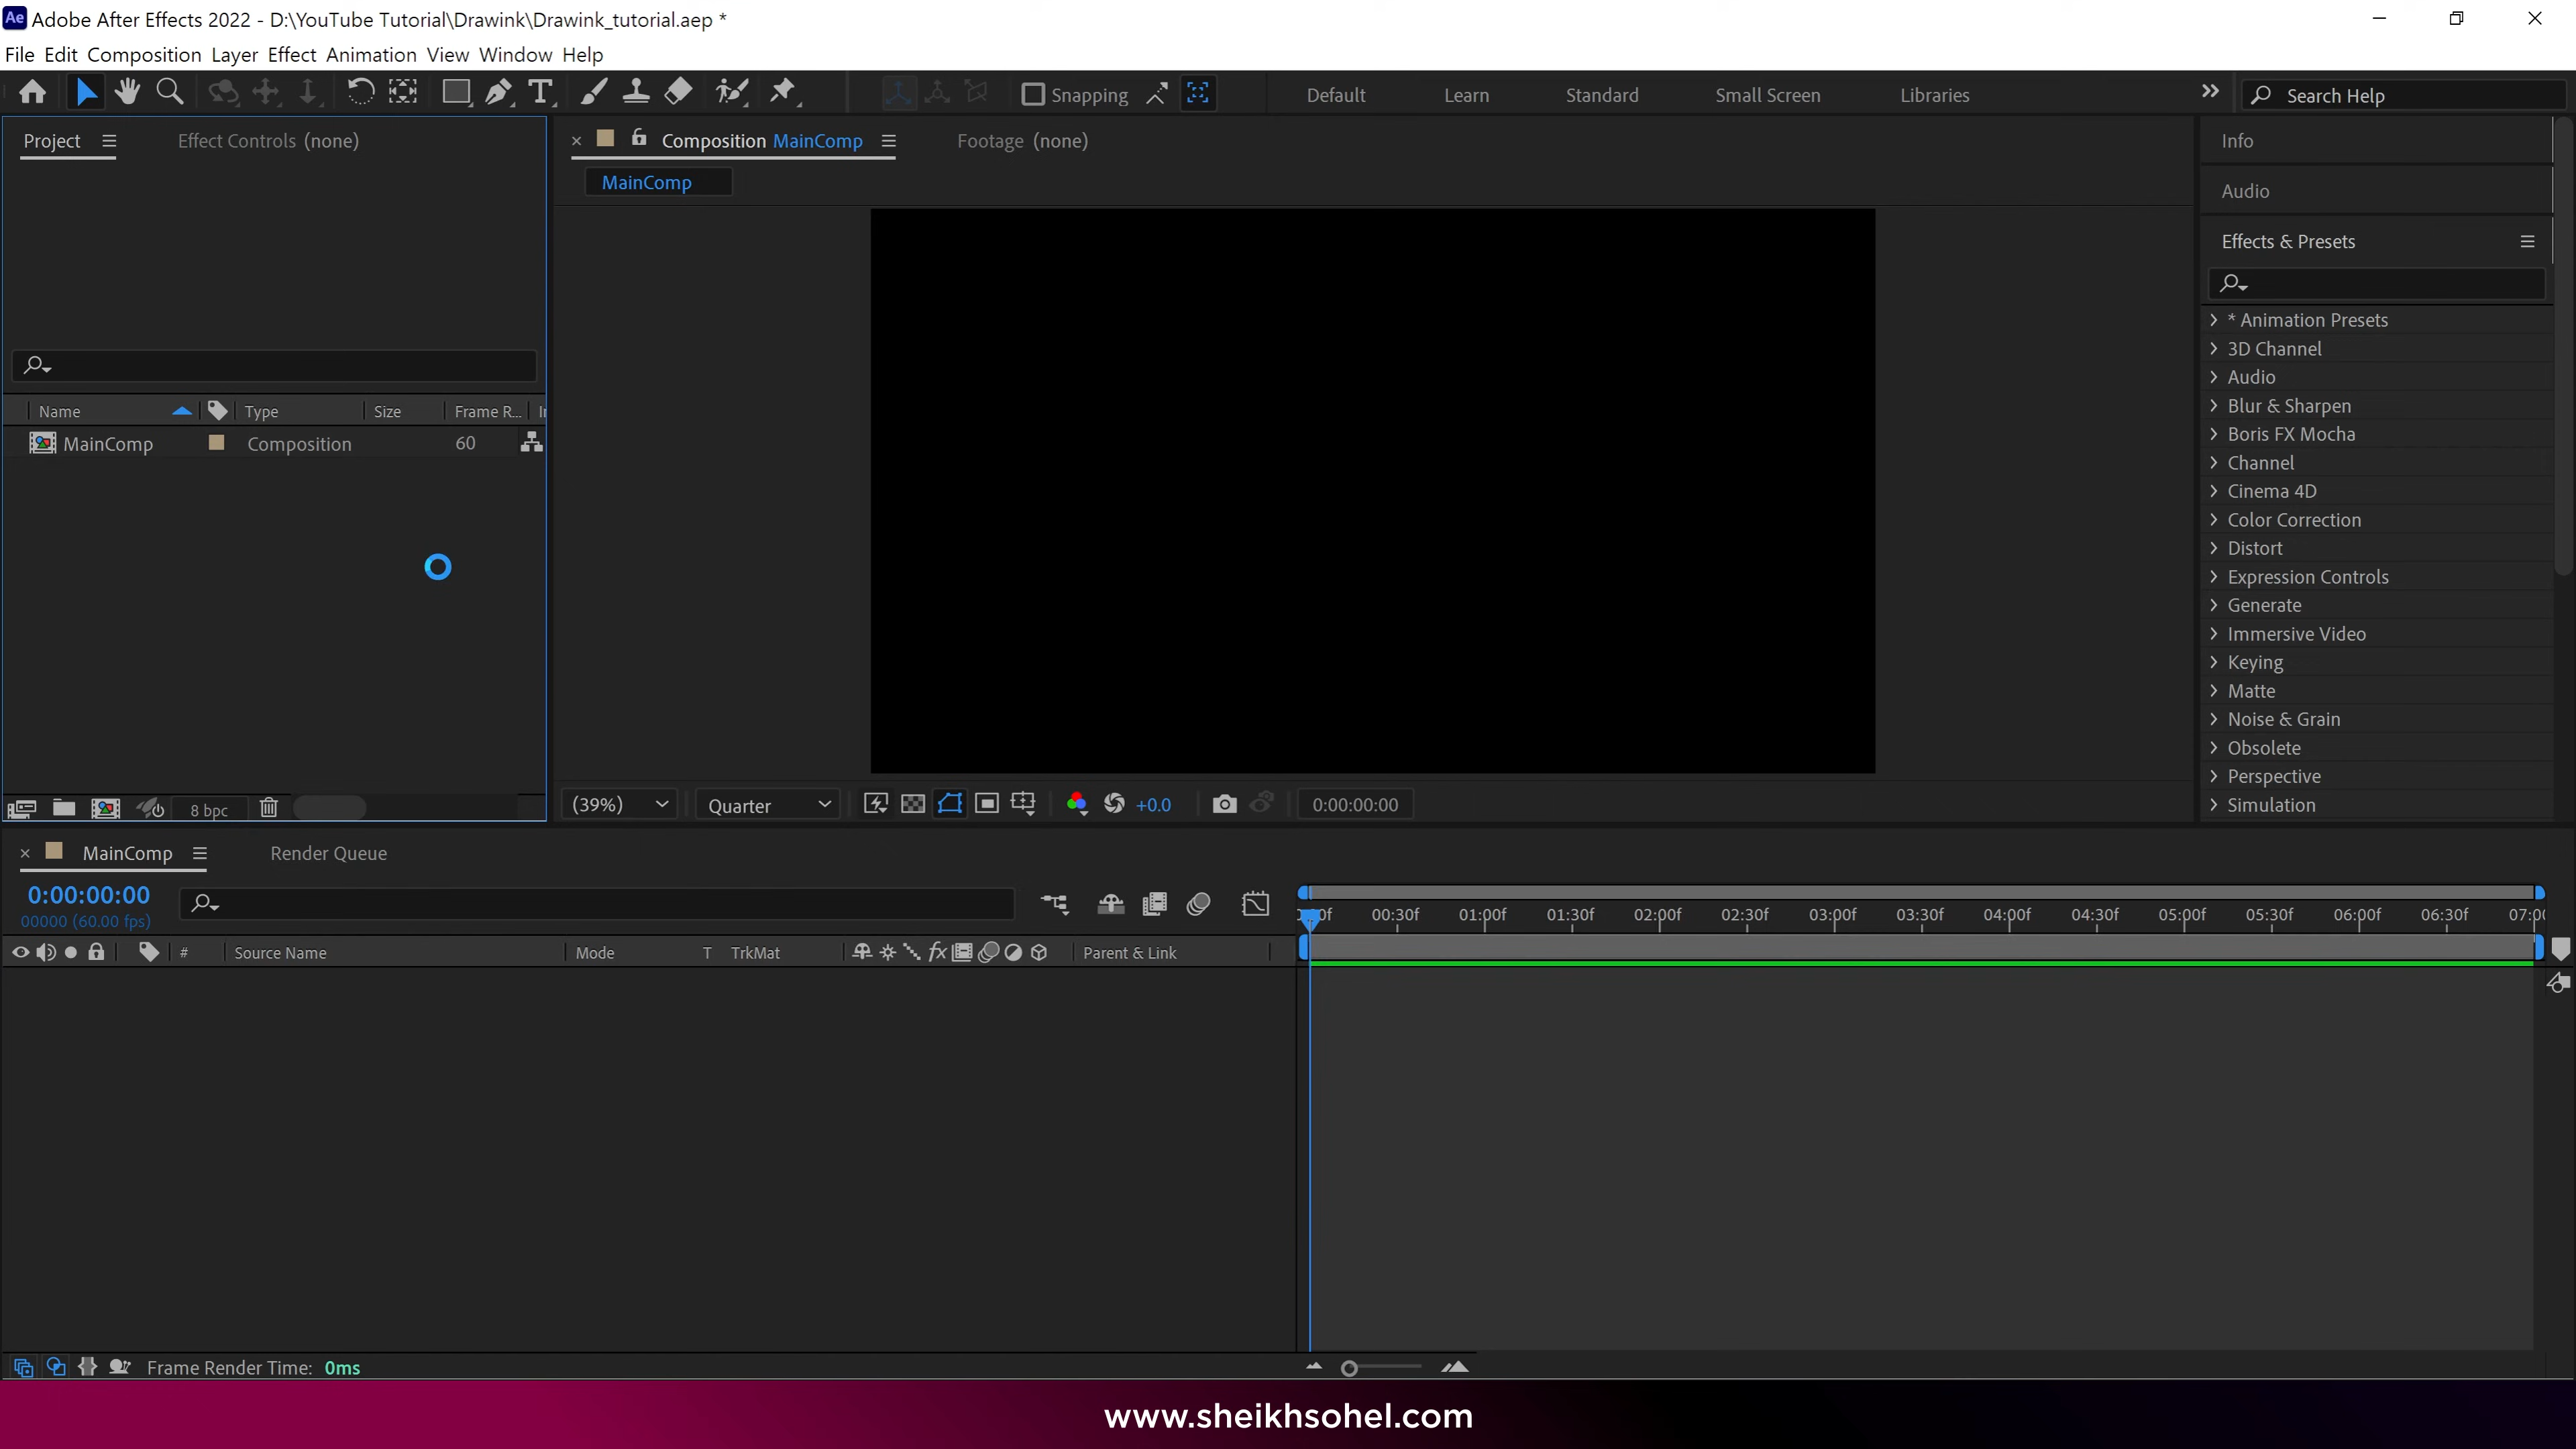 Ae Adobe After Effects 2022 - D:\YouTube Tutorial\Drawink\Drawink_tutorial.aep *
File Edit Composition Layer Effect Animation View Window Help
Snapping Default Learn Standard Small Screen Libraries Search Help
Project Effect Controls (none)
Composition MainComp Footage (none)
MainComp
Info
Audio
Effects & Presets
* Animation Presets
3D Channel
Audio
Blur & Sharpen
Boris FX Mocha
Channel
Cinema 4D
Color Correction
Distort
Expression Controls
Generate
Immersive Video
Keying
Matte
Noise & Grain
Obsolete
Perspective
Simulation
Name Type Size Frame R...
MainComp Composition 60
8 bpc
(39%) Quarter +0.0 0:00:00:00
MainComp Render Queue
0:00:00:00
00000 (60.00 fps)
00:30f 01:00f 01:30f 02:00f 02:30f 03:00f 03:30f 04:00f 04:30f 05:00f 05:30f 06:00f 06:30f 07:0
# Source Name Mode T TrkMat fx Parent & Link
Frame Render Time: 0ms
www.sheikhsohel.com